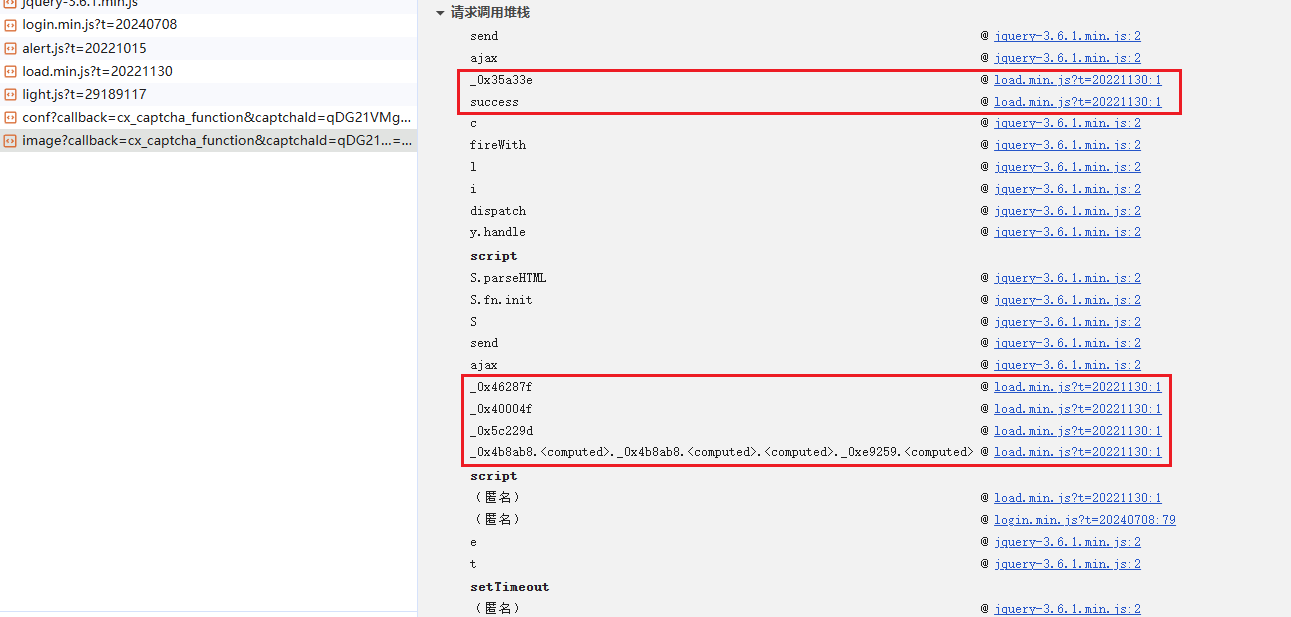 jquery-3.6.1.min.js
login.min.js?t=20240708
alert.js?t=20221015
load.min.js?t=20221130
light.js?t=29189117
conf?callback=cx_captcha_function&captchaId=qDG21VMg...
image?callback=cx_captcha_function&captchaId=qDG21...=...
请求调用堆栈
send @ jquery-3.6.1.min.js:2
ajax @ jquery-3.6.1.min.js:2
_0x35a33e @ load.min.js?t=20221130:1
success @ load.min.js?t=20221130:1
c @ jquery-3.6.1.min.js:2
fireWith @ jquery-3.6.1.min.js:2
l @ jquery-3.6.1.min.js:2
i @ jquery-3.6.1.min.js:2
dispatch @ jquery-3.6.1.min.js:2
y.handle @ jquery-3.6.1.min.js:2
script
S.parseHTML @ jquery-3.6.1.min.js:2
S.fn.init @ jquery-3.6.1.min.js:2
S @ jquery-3.6.1.min.js:2
send @ jquery-3.6.1.min.js:2
ajax @ jquery-3.6.1.min.js:2
_0x46287f @ load.min.js?t=20221130:1
_0x40004f @ load.min.js?t=20221130:1
_0x5c229d @ load.min.js?t=20221130:1
_0x4b8ab8.<computed>._0x4b8ab8.<computed>.<computed>._0xe9259.<computed> @ load.min.js?t=20221130:1
script
（匿名） @ load.min.js?t=20221130:1
（匿名） @ login.min.js?t=20240708:79
e @ jquery-3.6.1.min.js:2
t @ jquery-3.6.1.min.js:2
setTimeout
（匿名） @ jquery-3.6.1.min.js:2